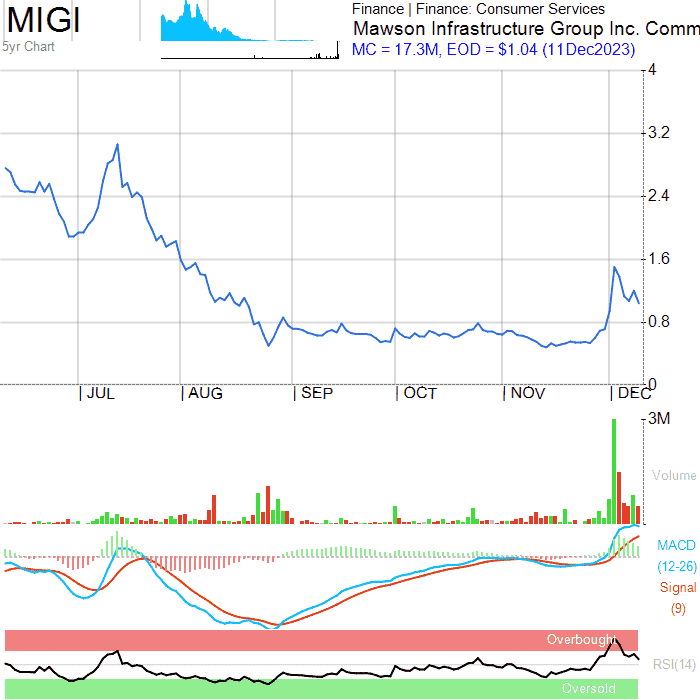 MIGI
5yr Chart
Finance | Finance: Consumer Services
Mawson Infrastructure Group Inc. Comm
MC = 17.3M, EOD = $1.04 (11Dec2023)
4
3.2
2.4
1.6
0.8
0
JUL
AUG
SEP
OCT
NOV
DEC
3M
Volume
MACD
(12-26)
Signal
(9)
Overbought
RSI(14)
Oversold